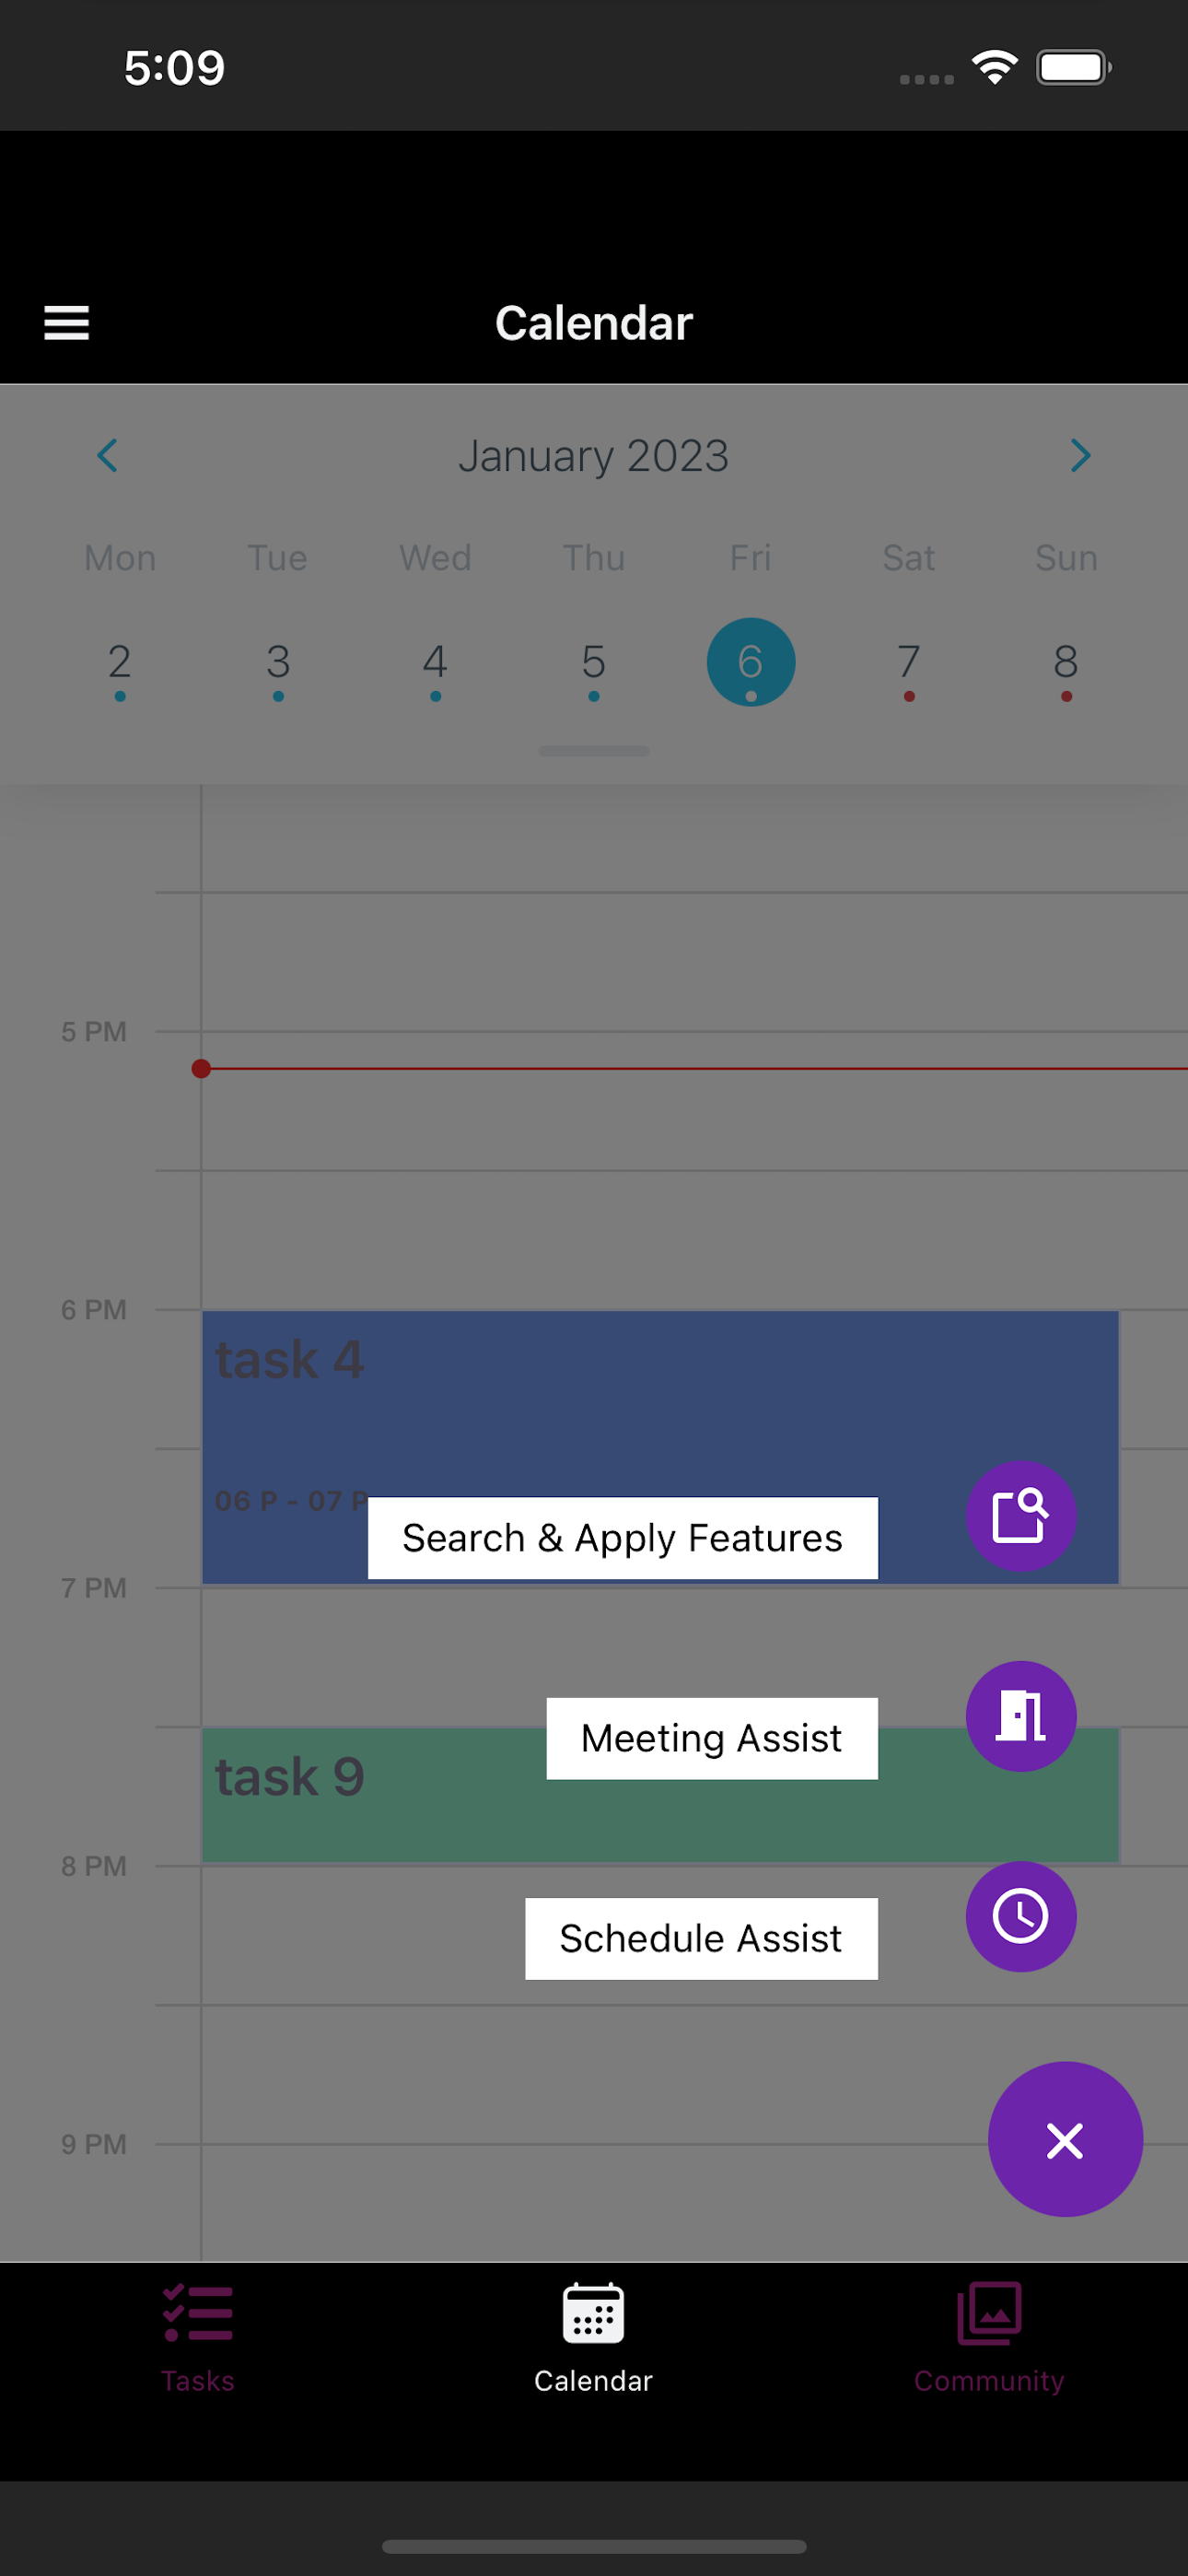 5:09
Calendar
January 2023
Mon Tue Wed Thu Fri Sat Sun
2 3 4 5 6 7 8
5 PM
6 PM
task 4
06 P - 07 P
Search & Apply Features
7 PM
Meeting Assist
task 9
8 PM
Schedule Assist
9 PM
Tasks Calendar Community